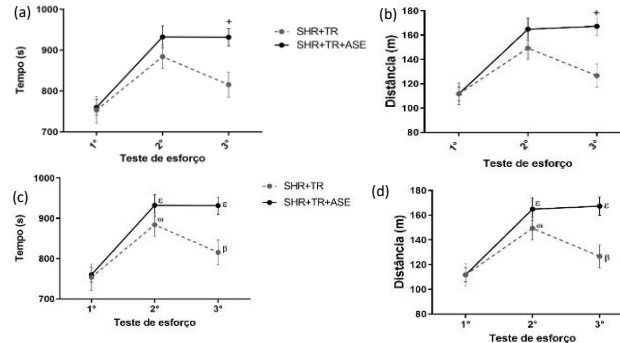 (a)
SHR+TR
SHR+TR+ASE
Tempo (s)
1000
900
800
700
+
1° 2° 3°
Teste de esforço
(b)
Distância (m)
180
160
140
120
100
80
+
1° 2° 3°
Teste de esforço
(c)
SHR+TR
SHR+TR+ASE
Tempo (s)
1000
900
800
700
ε ε
ω
β
1° 2° 3°
Teste de esforço
(d)
Distância (m)
180
160
140
120
100
80
ε ε
ω
β
1° 2° 3°
Teste de esforço